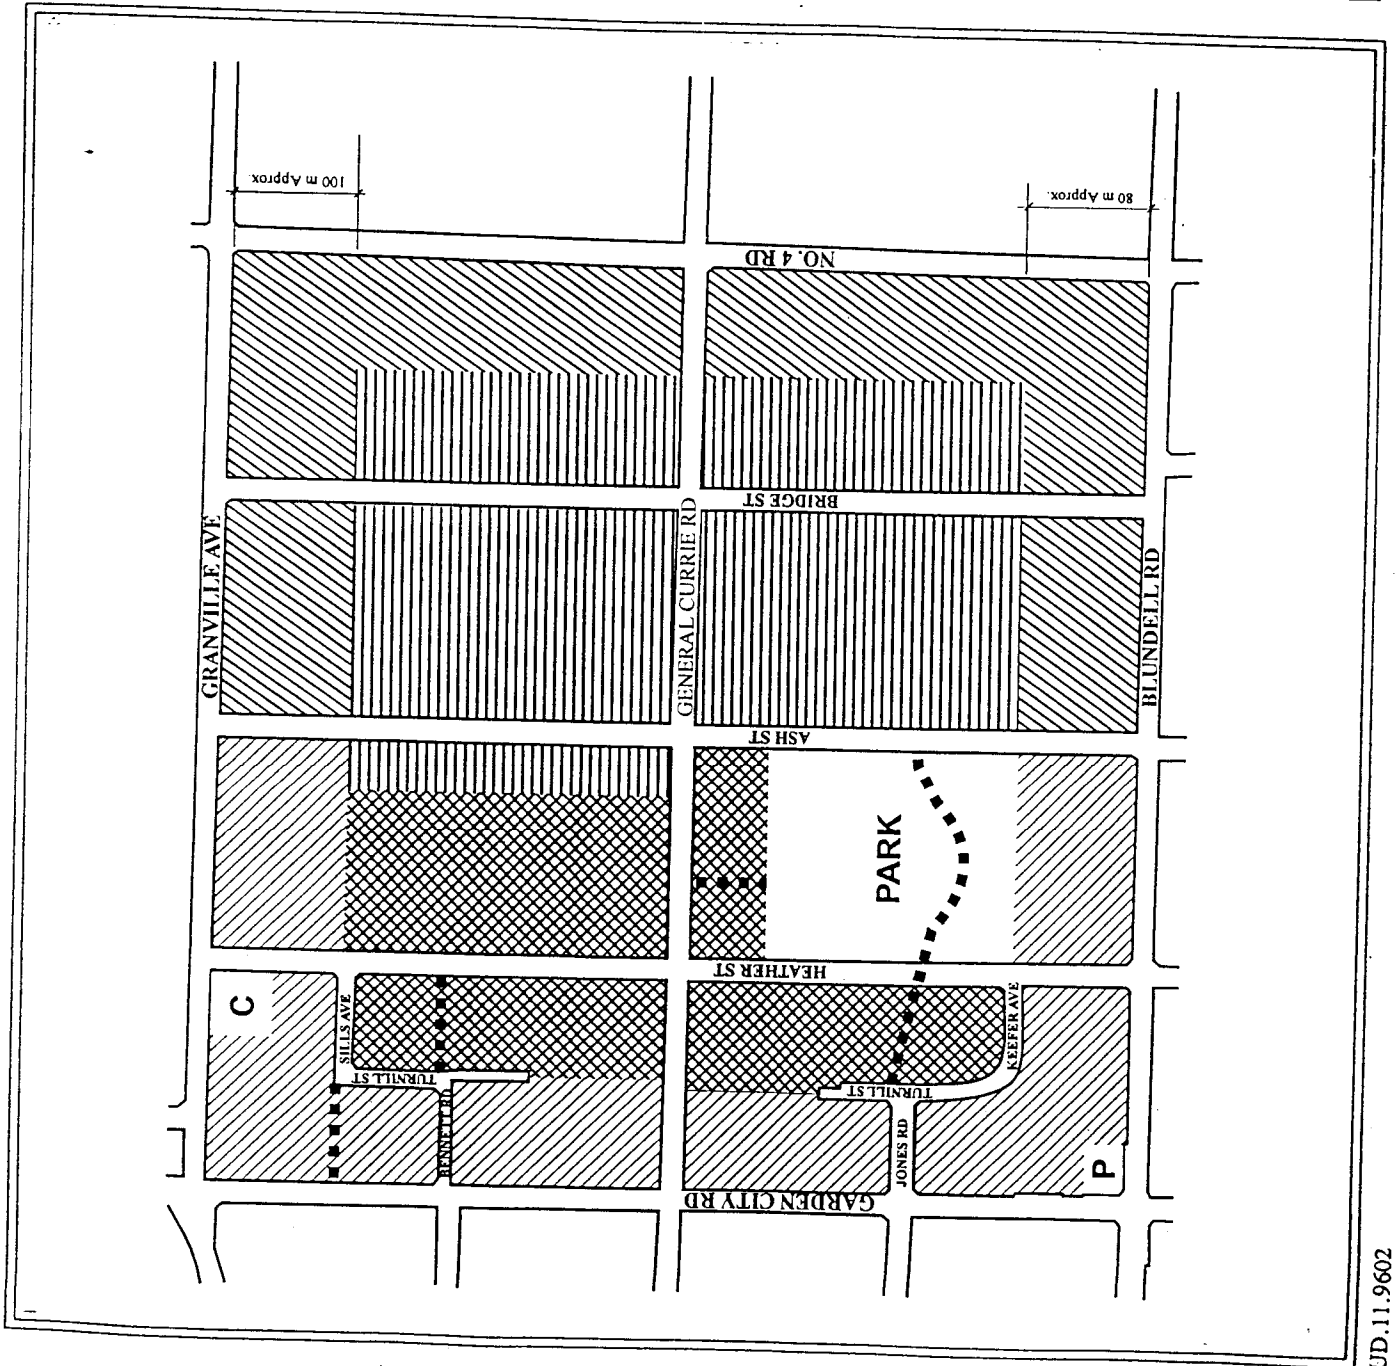 100 m Approx.
80 m Approx.
NO. 4 RD
BRIDGE ST
GRANVILLE AVE
GENERAL CURRIE RD
BLUNDELL RD
ASH ST
PARK
HEATHER ST
C
SILLS AVE
KEEFER AVE
TURNILL ST
TURNILL ST
BENNETT RD
JONES RD
P
GARDEN CITY RD
JD.11.9602